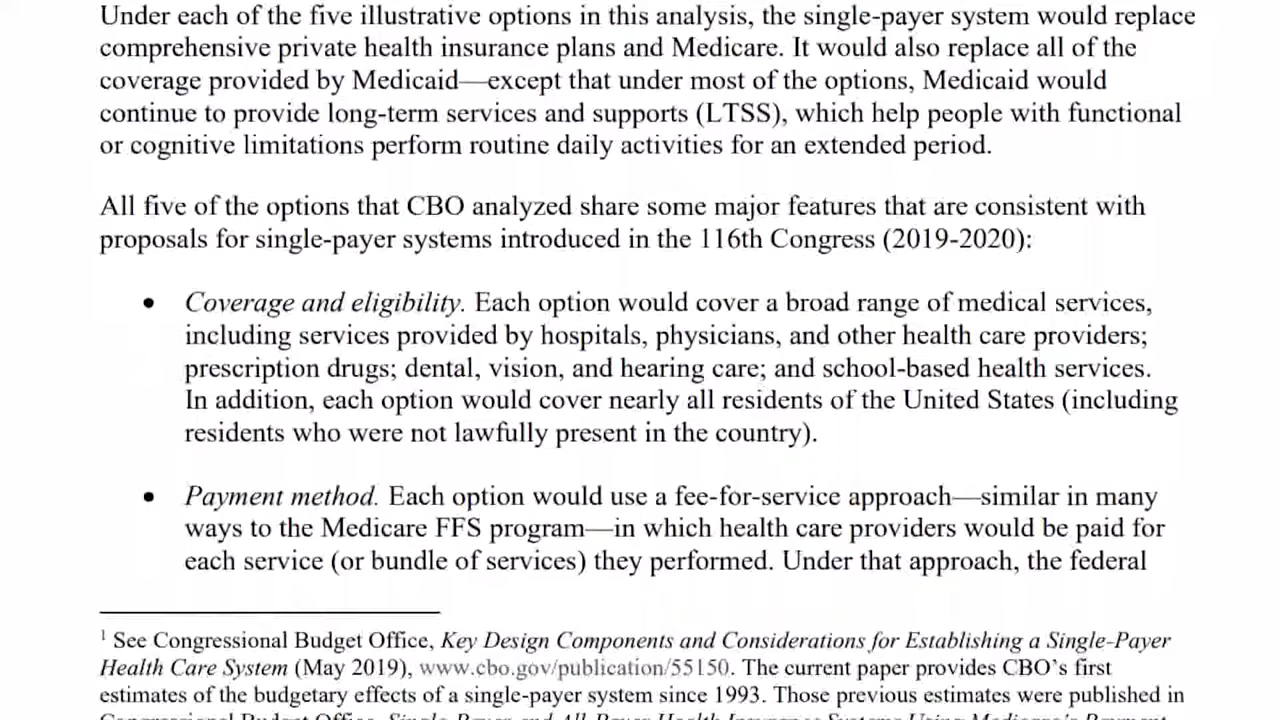 Under each of the five illustrative options in this analysis, the single-payer system would replace
comprehensive private health insurance plans and Medicare. It would also replace all of the
coverage provided by Medicaid—except that under most of the options, Medicaid would
continue to provide long-term services and supports (LTSS), which help people with functional
or cognitive limitations perform routine daily activities for an extended period.
All five of the options that CBO analyzed share some major features that are consistent with
proposals for single-payer systems introduced in the 116th Congress (2019-2020):
• Coverage and eligibility. Each option would cover a broad range of medical services,
including services provided by hospitals, physicians, and other health care providers;
prescription drugs; dental, vision, and hearing care; and school-based health services.
In addition, each option would cover nearly all residents of the United States (including
residents who were not lawfully present in the country).
• Payment method. Each option would use a fee-for-service approach—similar in many
ways to the Medicare FFS program—in which health care providers would be paid for
each service (or bundle of services) they performed. Under that approach, the federal
1 See Congressional Budget Office, Key Design Components and Considerations for Establishing a Single-Payer
Health Care System (May 2019), www.cbo.gov/publication/55150. The current paper provides CBO's first
estimates of the budgetary effects of a single-payer system since 1993. Those previous estimates were published in